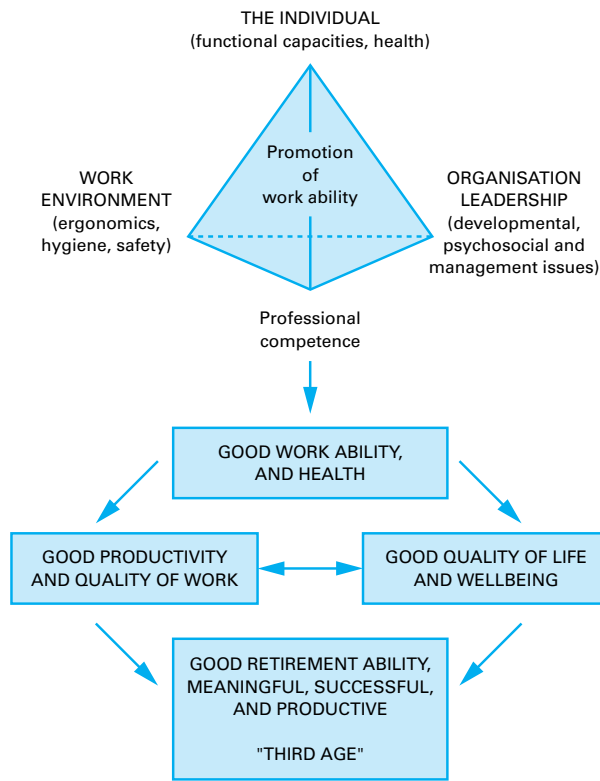 THE INDIVIDUAL
(functional capacities, health)
Promotion
of
work ability
WORK
ENVIRONMENT
(ergonomics,
hygiene, safety)
ORGANISATION
LEADERSHIP
(developmental,
psychosocial and
management issues)
Professional
competence
GOOD WORK ABILITY,
AND HEALTH
GOOD PRODUCTIVITY
AND QUALITY OF WORK
GOOD QUALITY OF LIFE
AND WELLBEING
GOOD RETIREMENT ABILITY,
MEANINGFUL, SUCCESSFUL,
AND PRODUCTIVE
"THIRD AGE"